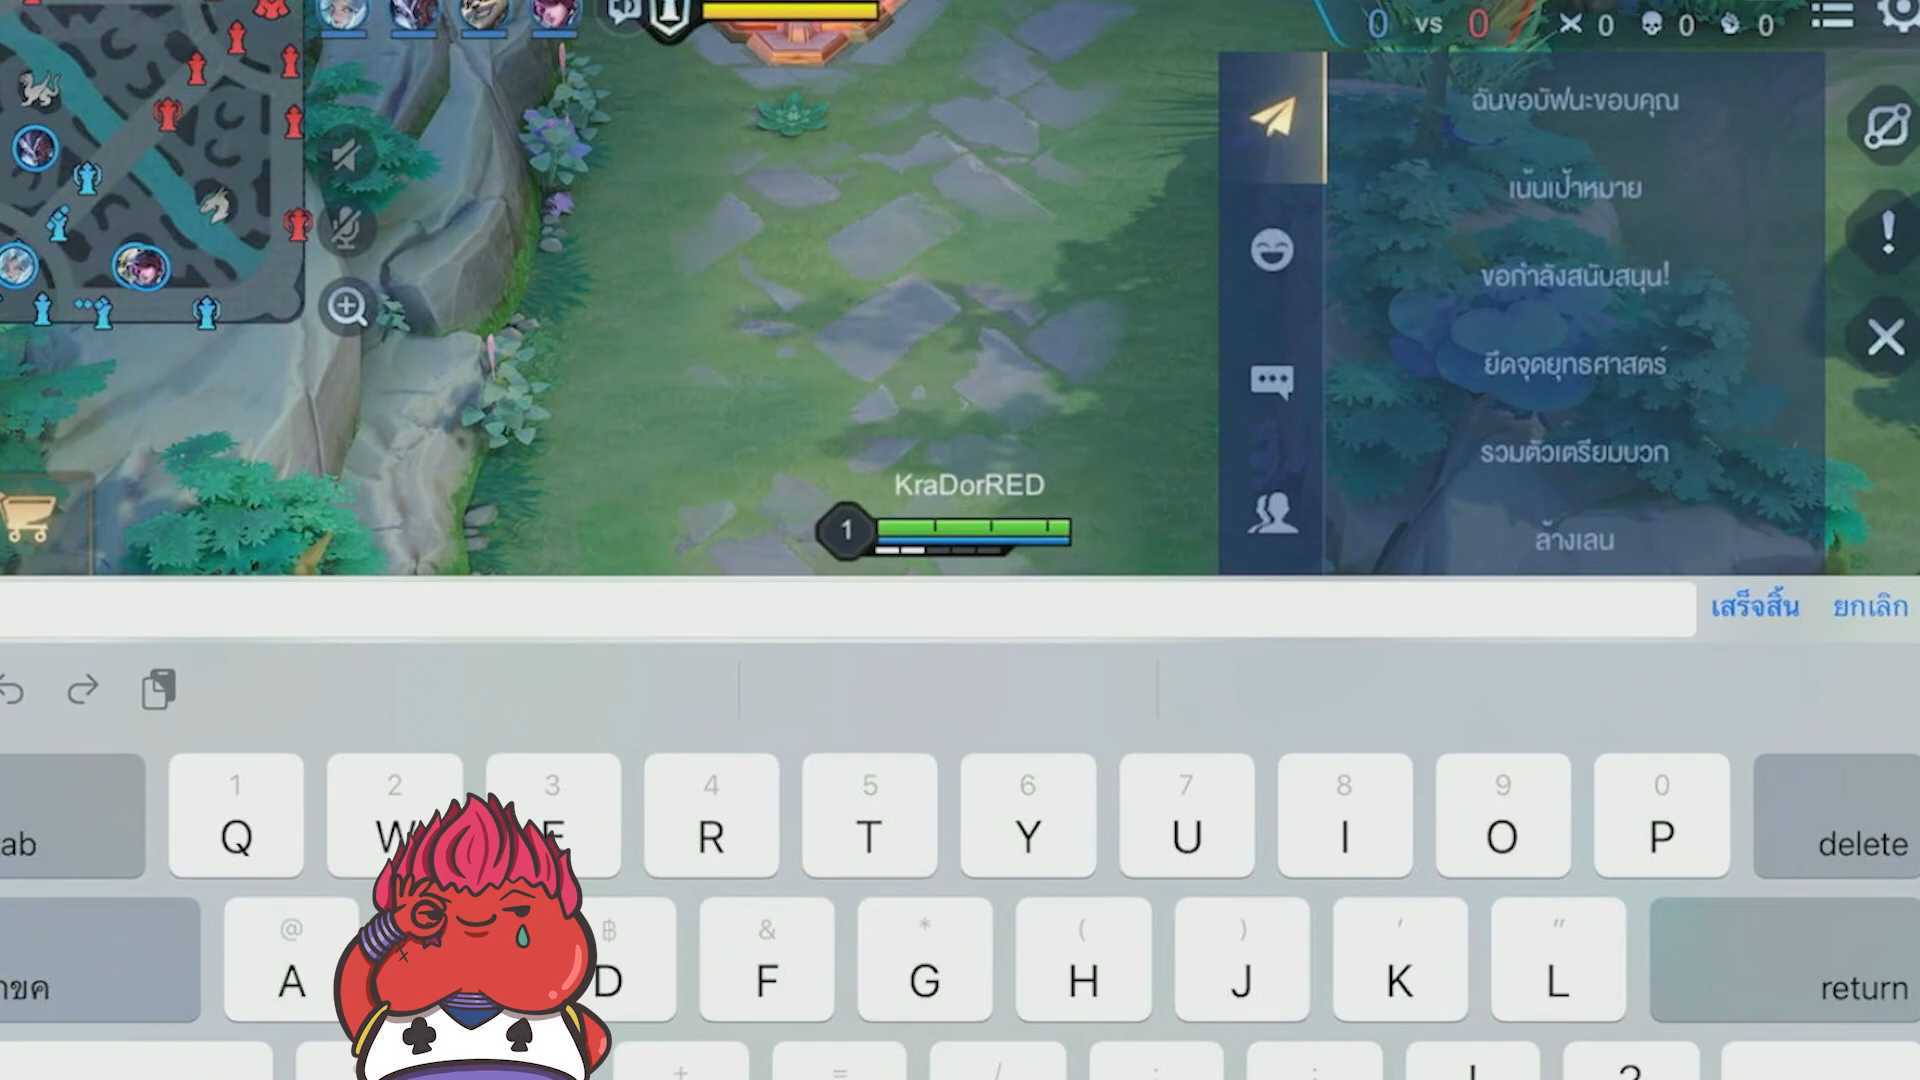 0 vs 0 0 0 0
ฉันขอบัฟนะขอบคุณ
เน้นเป้าหมาย
ขอกำลังสนับสนุน!
ยึดจุดยุทธศาสตร์
รวมตัวเตรียมบวก
ล้างเลน
KraDorRED
1
เสร็จสิ้น ยกเลิก
1 2 3 4 5 6 7 8 9 0
Q W R T Y U I O P delete
@ ฿ & * ( ) ' "
A D F G H J K L return
+ = / : ; ! ?